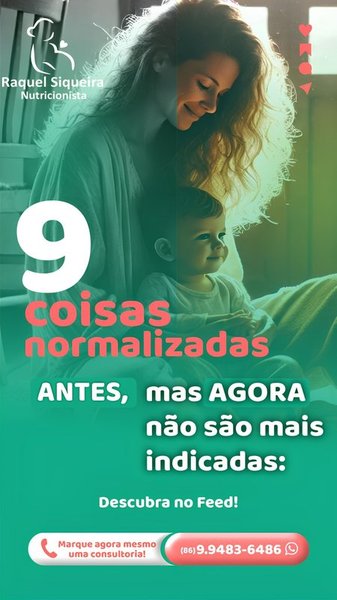 Raquel Siqueira
Nutricionista
9
coisas
normalizadas
ANTES, mas AGORA
não são mais
indicadas:
Descubra no Feed!
Marque agora mesmo
uma consultoria!
(86)9.9483-6486